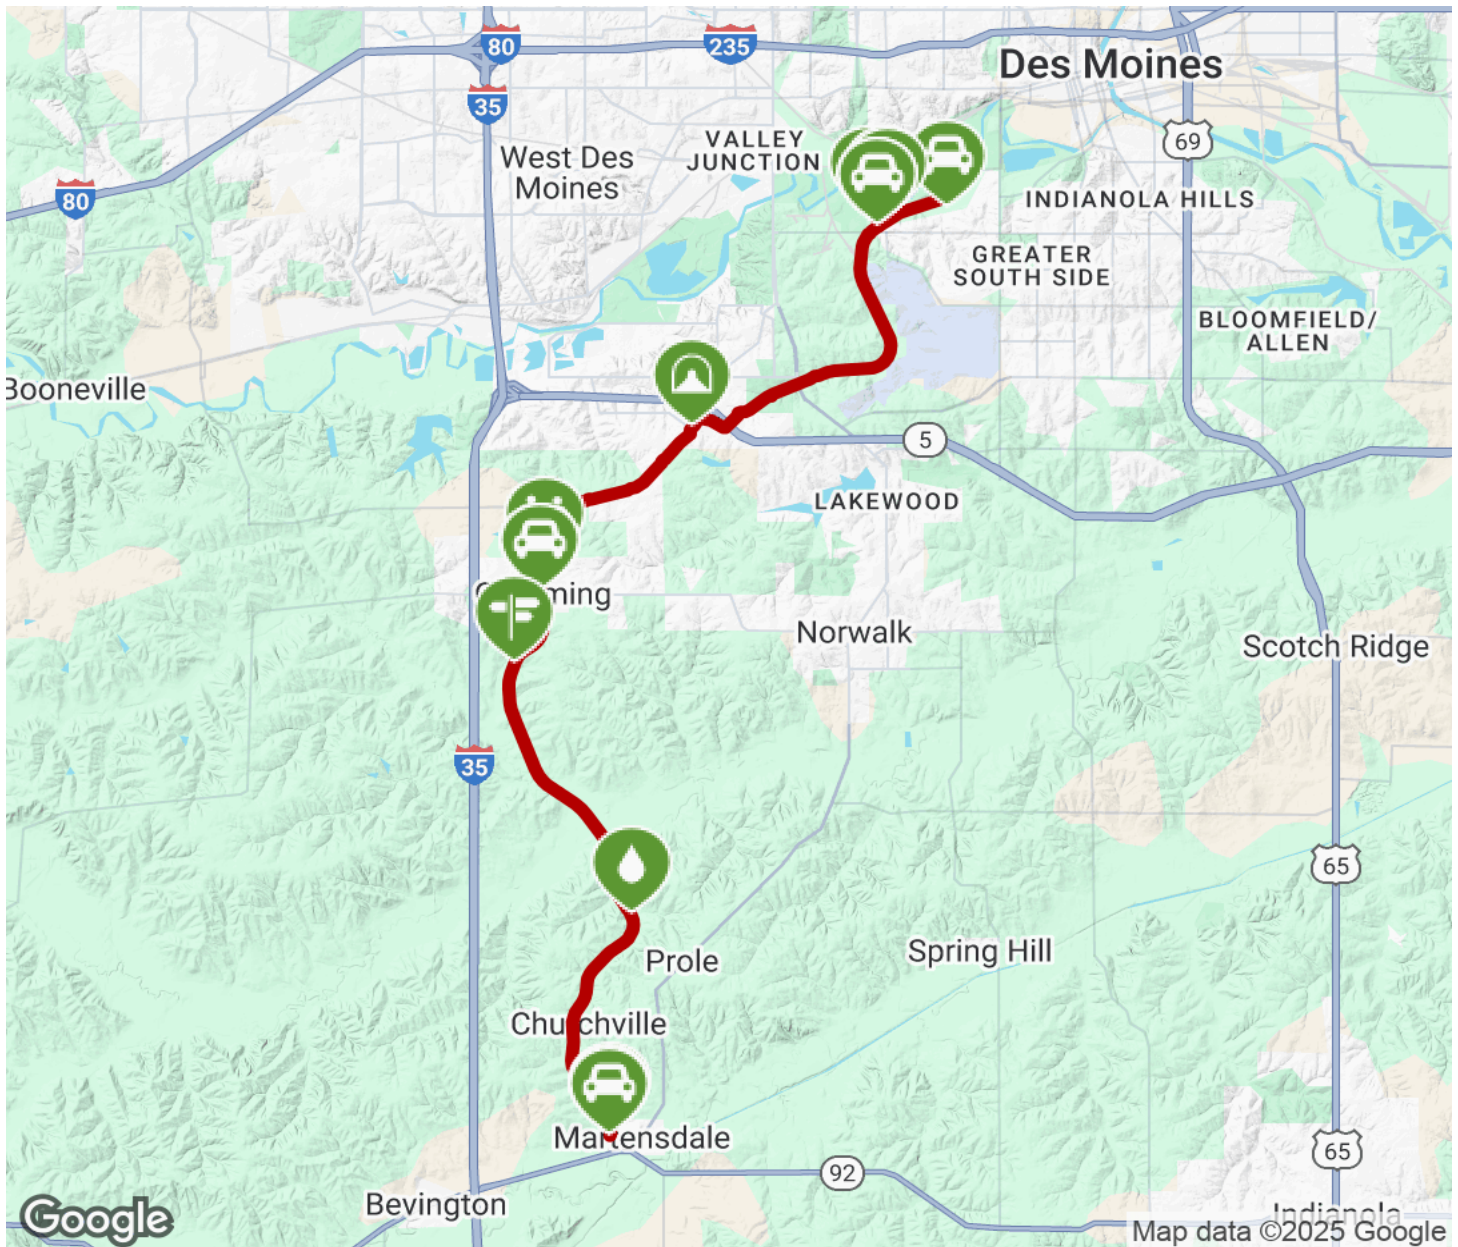 80
235
Des Moines
35
VALLEY
JUNCTION
69
West Des
Moines
80
INDIANOLA HILLS
GREATER
SOUTH SIDE
BLOOMFIELD/
ALLEN
Booneville
5
LAKEWOOD
ming
Norwalk
Scotch Ridge
35
65
Prole
Spring Hill
Churchville
Martensdale
65
92
Bevington
Indianola
Google
Map data ©2025 Google